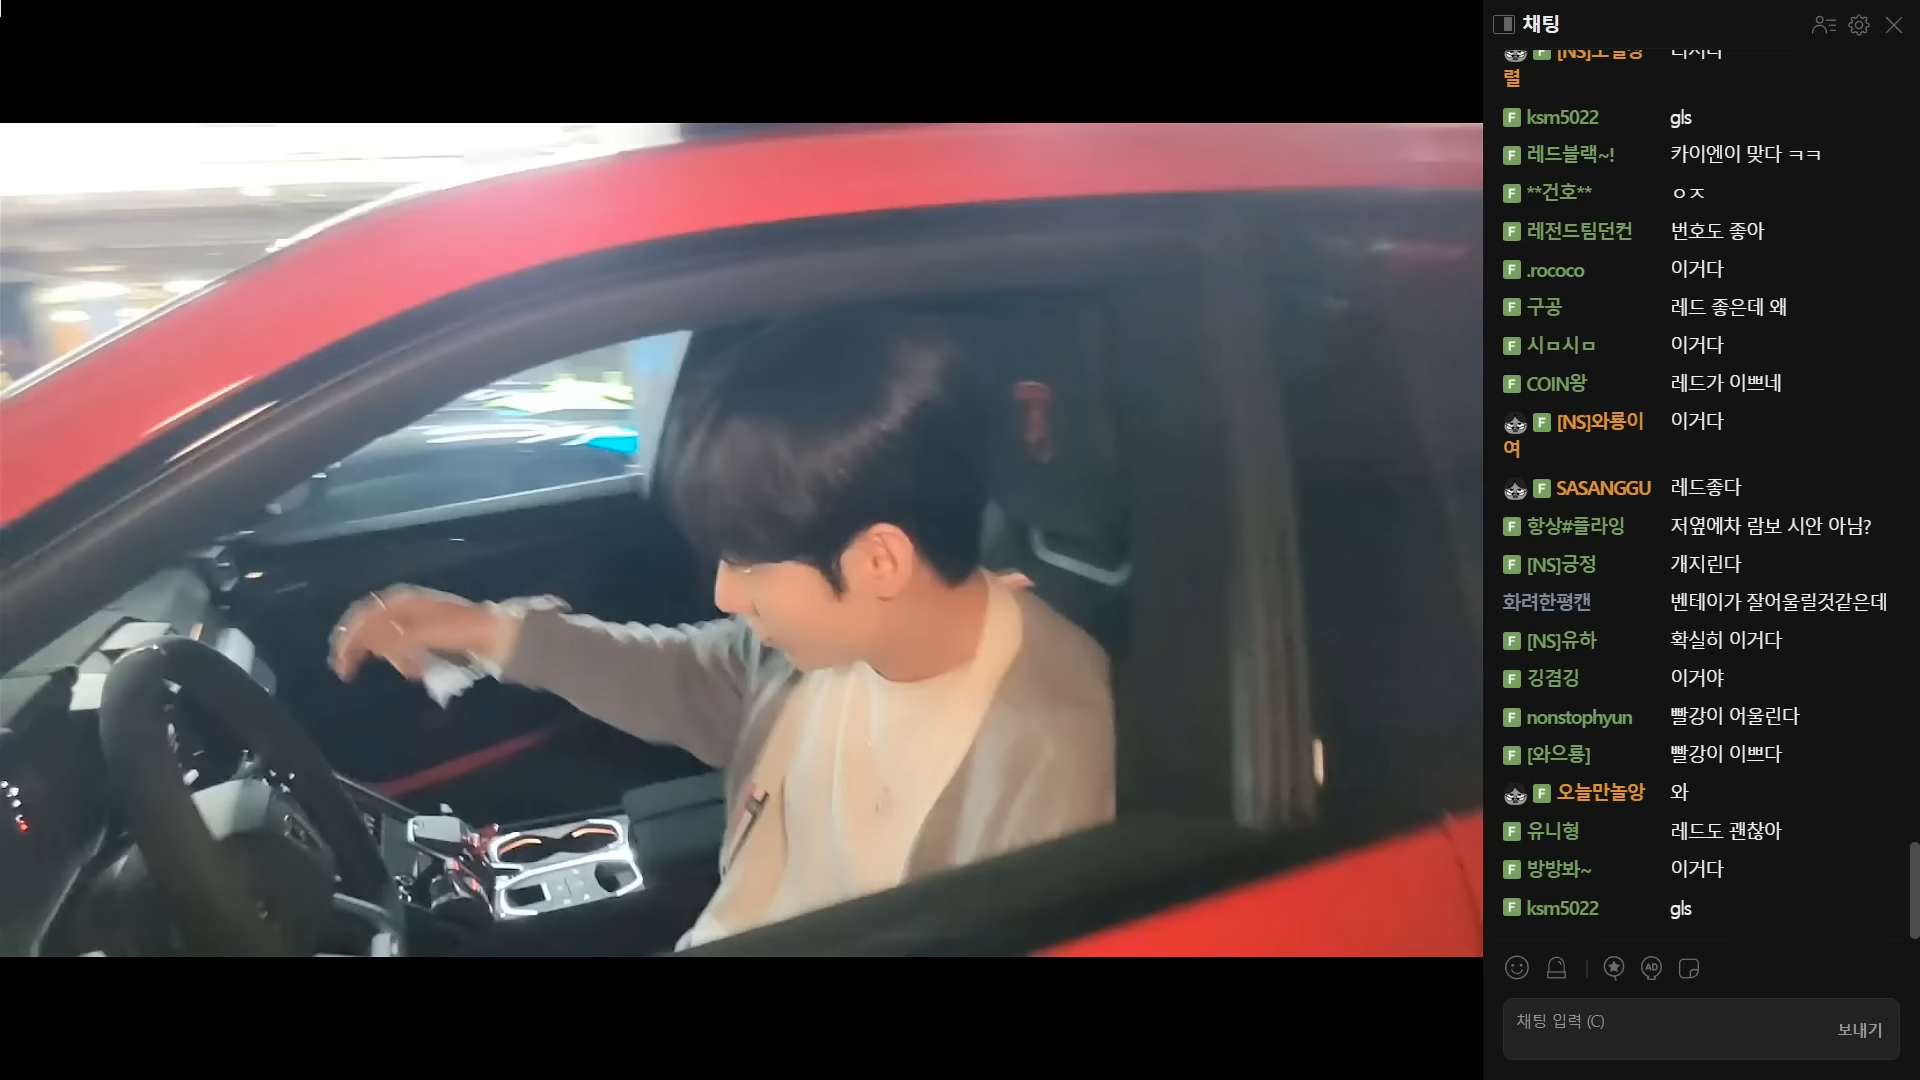 채팅
렬
F ksm5022 gls
F 레드블랙~! 카이엔이 맞다 ㅋㅋ
F **건호** ㅇㅈ
F 레전드팀던컨 번호도 좋아
F .rococo 이거다
F 구공 레드 좋은데 왜
F 시ㅁ시ㅁ 이거다
F COIN왕 레드가 이쁘네
F [NS]와룡이 이거다
여
F SASANGGU 레드좋다
F 항상#플라잉 저옆에차 람보 시안 아님?
F [NS]긍정 개지린다
화려한평캔 벤테이가 잘어울릴것같은데
F [NS]유하 확실히 이거다
F 깅겸깅 이거야
F nonstophyun 빨강이 어울린다
F [와으룡] 빨강이 이쁘다
F 오늘만놀앙 와
F 유니형 레드도 괜찮아
F 방방봐~ 이거다
F ksm5022 gls
AD
채팅 입력 (C)
보내기